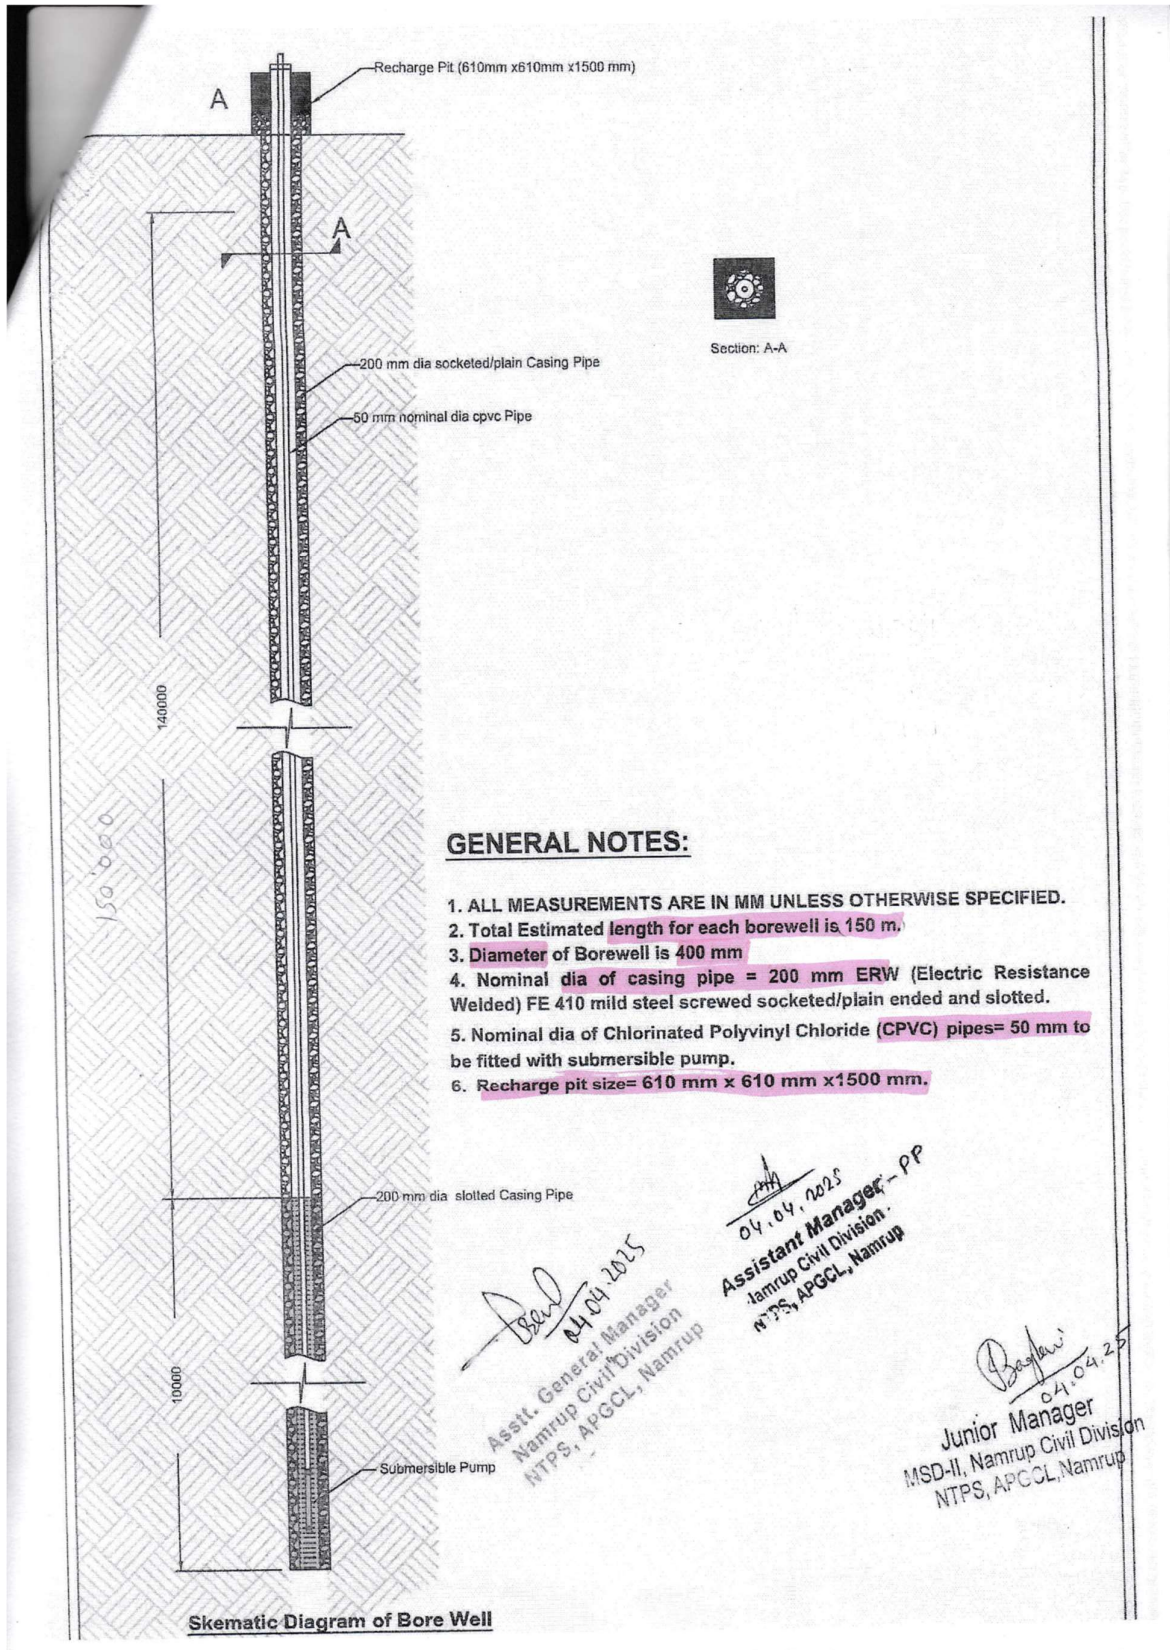 Recharge Pit (610mm x610mm x1500 mm)
A
A
Section: A-A
200 mm dia socketed/plain Casing Pipe
50 mm nominal dia cpvc Pipe
140000
150'000
GENERAL NOTES:
1. ALL MEASUREMENTS ARE IN MM UNLESS OTHERWISE SPECIFIED.
2. Total Estimated length for each borewell is 150 m.
3. Diameter of Borewell is 400 mm
4. Nominal dia of casing pipe = 200 mm ERW (Electric Resistance
Welded) FE 410 mild steel screwed socketed/plain ended and slotted.
5. Nominal dia of Chlorinated Polyvinyl Chloride (CPVC) pipes= 50 mm to
be fitted with submersible pump.
6. Recharge pit size= 610 mm x 610 mm x1500 mm.
200 mm dia slotted Casing Pipe
04.04.2025
Assistant Manager - PP
Namrup Civil Division
NTPS, APGCL, Namrup
04.04.2025
Asstt. General Manager
Namrup Civil Division
NTPS, APGCL, Namrup
04.04.25
Junior Manager
MSD-II, Namrup Civil Division
NTPS, APGCL, Namrup
10000
Submersible Pump
Skematic Diagram of Bore Well